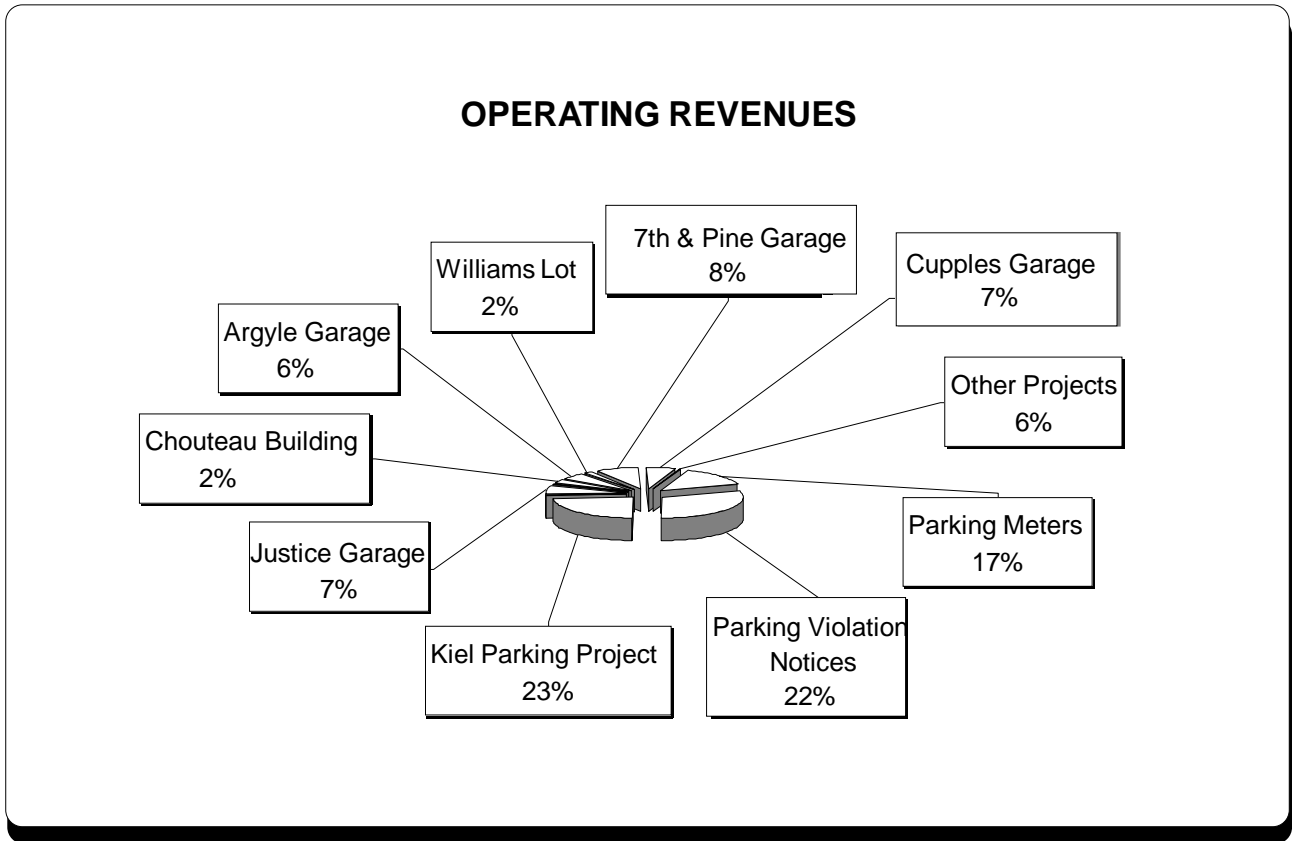 OPERATING REVENUES
7th & Pine Garage
8%
Cupples Garage
7%
Williams Lot
2%
Argyle Garage
6%
Other Projects
6%
Chouteau Building
2%
Parking Meters
17%
Justice Garage
7%
Parking Violation
Notices
22%
Kiel Parking Project
23%